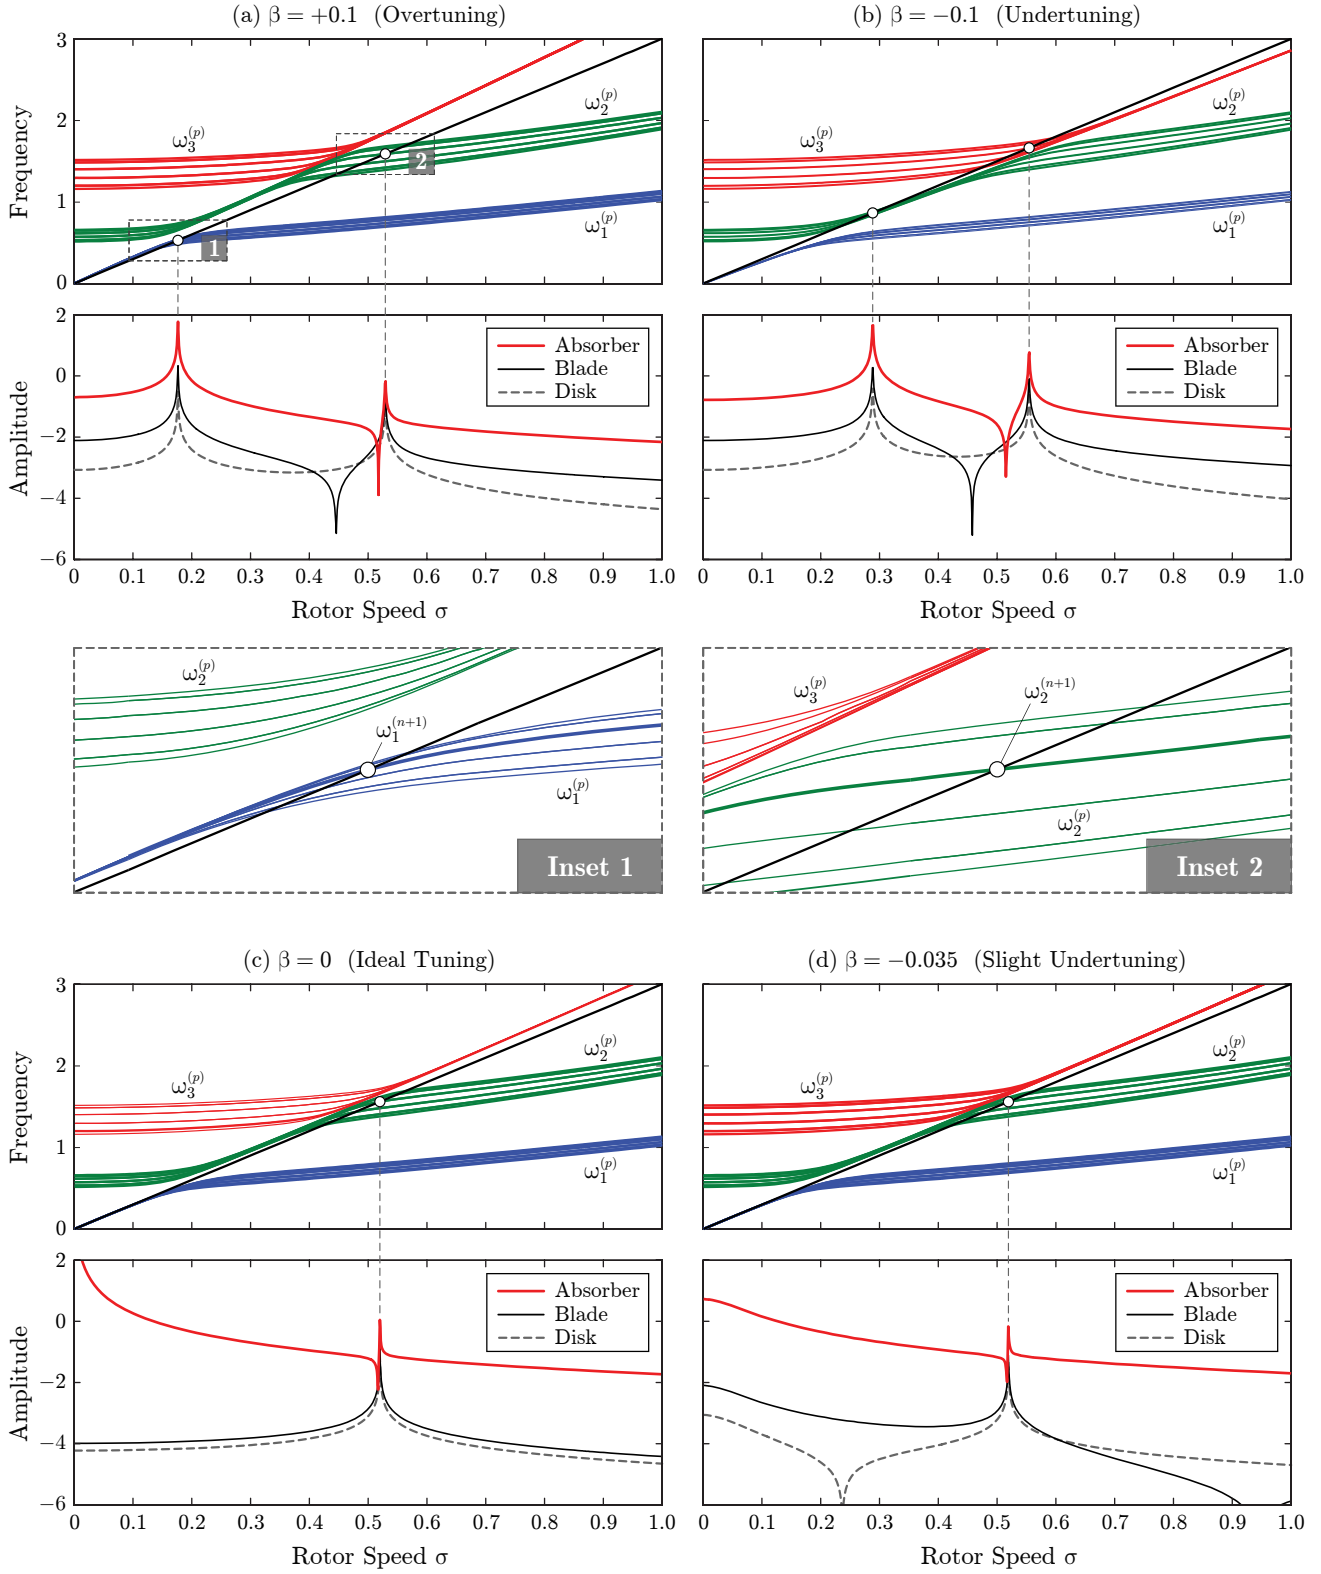 (a) β = +0.1 (Overtuning)
3
2
1
0
Frequency
ω₃⁽ᵖ⁾
ω₂⁽ᵖ⁾
ω₁⁽ᵖ⁾
1
2
2
0
−2
−4
−6
Amplitude
Absorber
Blade
Disk
0 0.1 0.2 0.3 0.4 0.5 0.6 0.7 0.8 0.9 1.0
Rotor Speed σ
(b) β = −0.1 (Undertuning)
ω₃⁽ᵖ⁾
ω₂⁽ᵖ⁾
ω₁⁽ᵖ⁾
Absorber
Blade
Disk
0 0.1 0.2 0.3 0.4 0.5 0.6 0.7 0.8 0.9 1.0
Rotor Speed σ
ω₂⁽ᵖ⁾
ω₁⁽ⁿ⁺¹⁾
ω₁⁽ᵖ⁾
Inset 1
ω₃⁽ᵖ⁾
ω₂⁽ⁿ⁺¹⁾
ω₂⁽ᵖ⁾
Inset 2
(c) β = 0 (Ideal Tuning)
3
2
1
0
Frequency
ω₃⁽ᵖ⁾
ω₂⁽ᵖ⁾
ω₁⁽ᵖ⁾
2
0
−2
−4
−6
Amplitude
Absorber
Blade
Disk
0 0.1 0.2 0.3 0.4 0.5 0.6 0.7 0.8 0.9 1.0
Rotor Speed σ
(d) β = −0.035 (Slight Undertuning)
ω₃⁽ᵖ⁾
ω₂⁽ᵖ⁾
ω₁⁽ᵖ⁾
Absorber
Blade
Disk
0 0.1 0.2 0.3 0.4 0.5 0.6 0.7 0.8 0.9 1.0
Rotor Speed σ